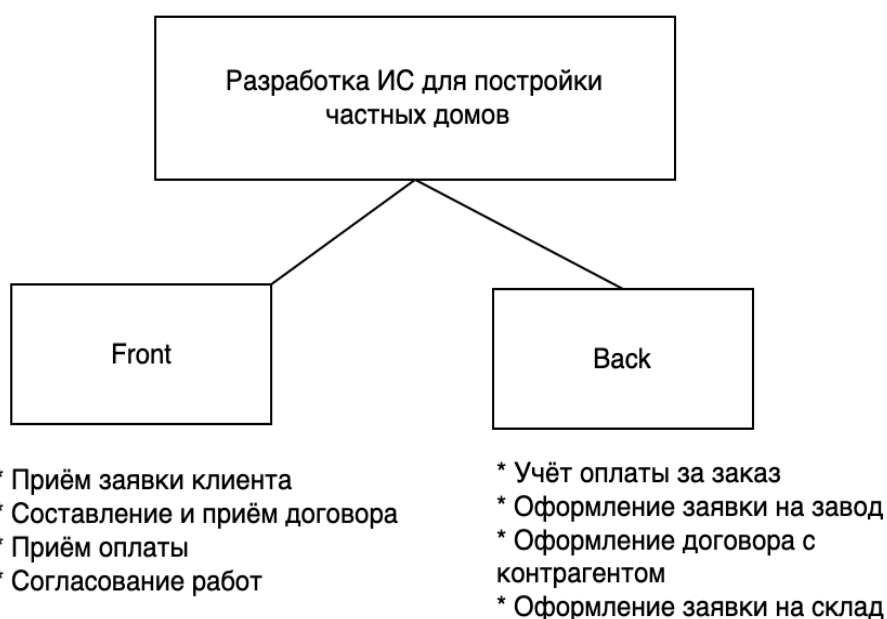 Разработка ИС для постройки
частных домов
Front
Back
* Приём заявки клиента
* Составление и приём договора
* Приём оплаты
* Согласование работ
* Учёт оплаты за заказ
* Оформление заявки на завод
* Оформление договора с
контрагентом
* Оформление заявки на склад